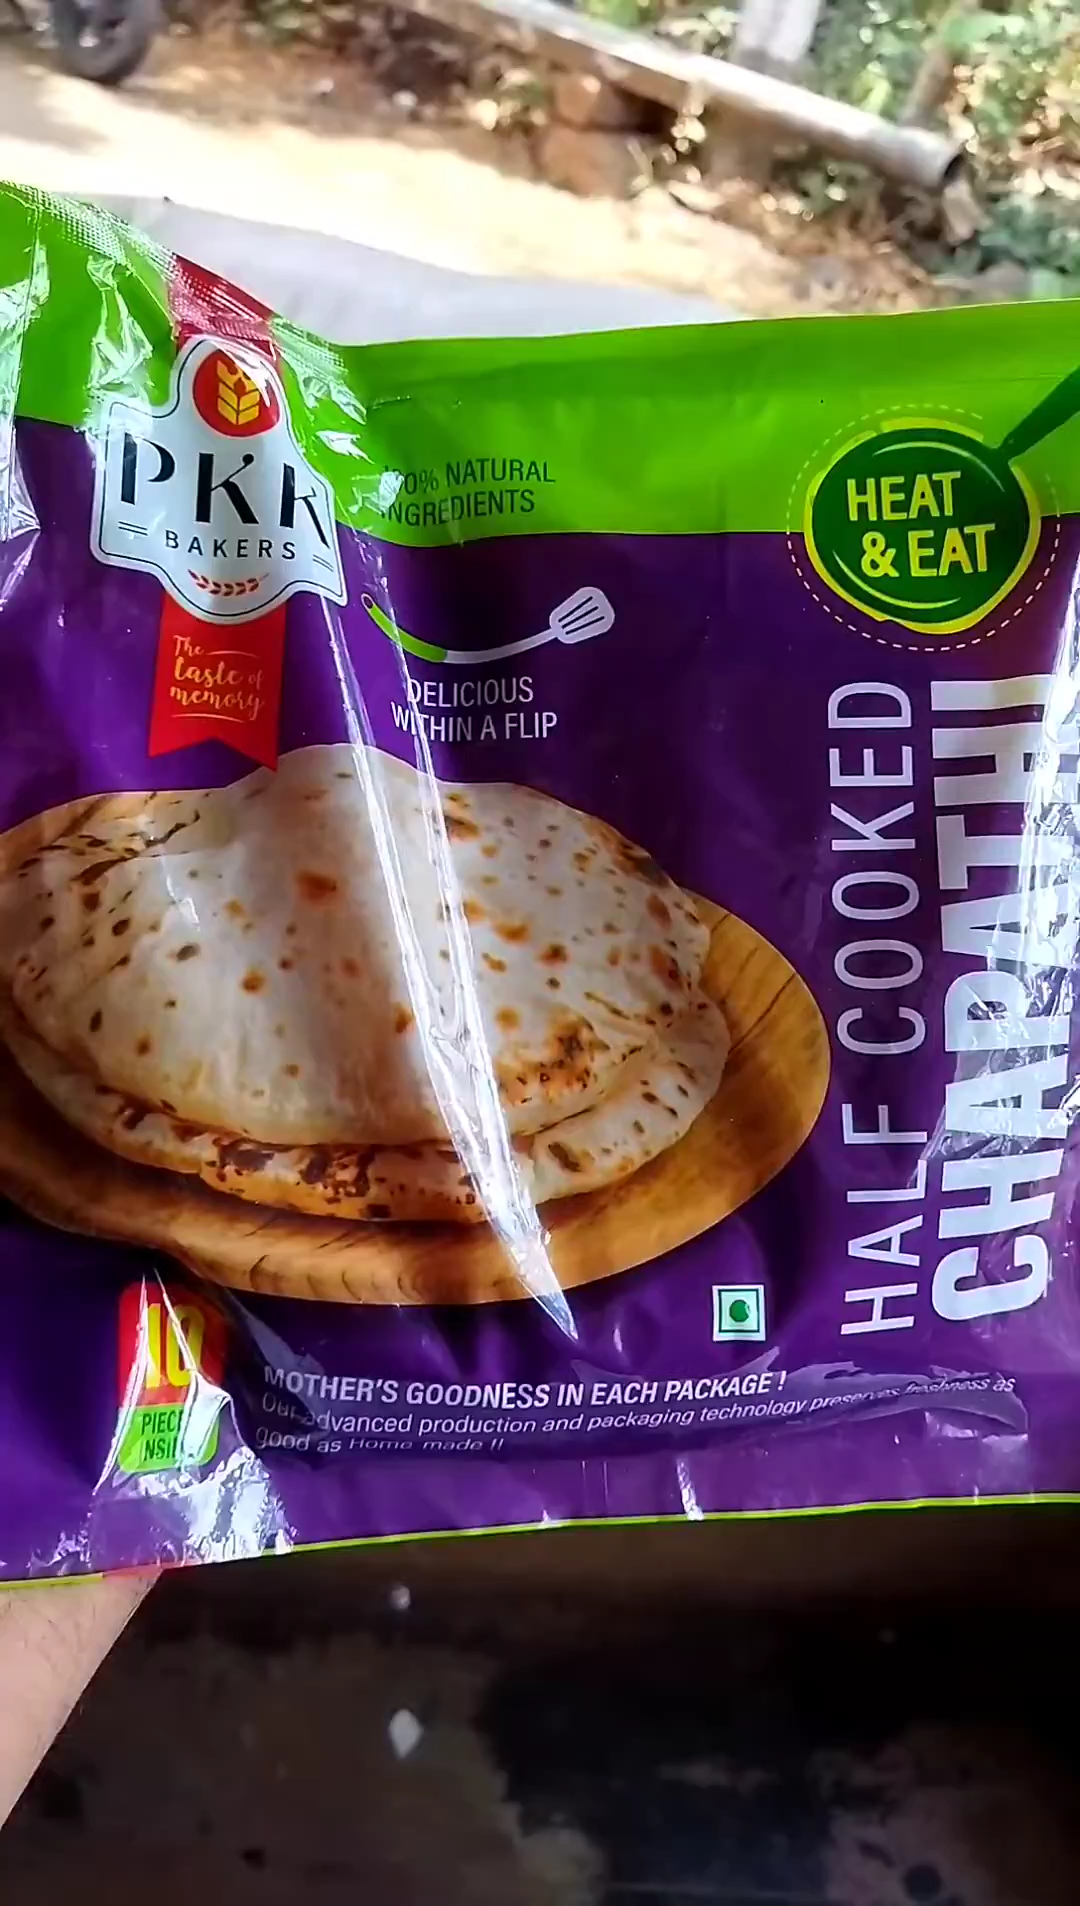 PKK
BAKERS
The
taste of
memory
100% NATURAL
INGREDIENTS
DELICIOUS
WITHIN A FLIP
HEAT
& EAT
HALF COOKED
CHAPATHI
10
PIECES
INSIDE
MOTHER'S GOODNESS IN EACH PACKAGE !
Our advanced production and packaging technology preserves freshness as
good as Home made !!